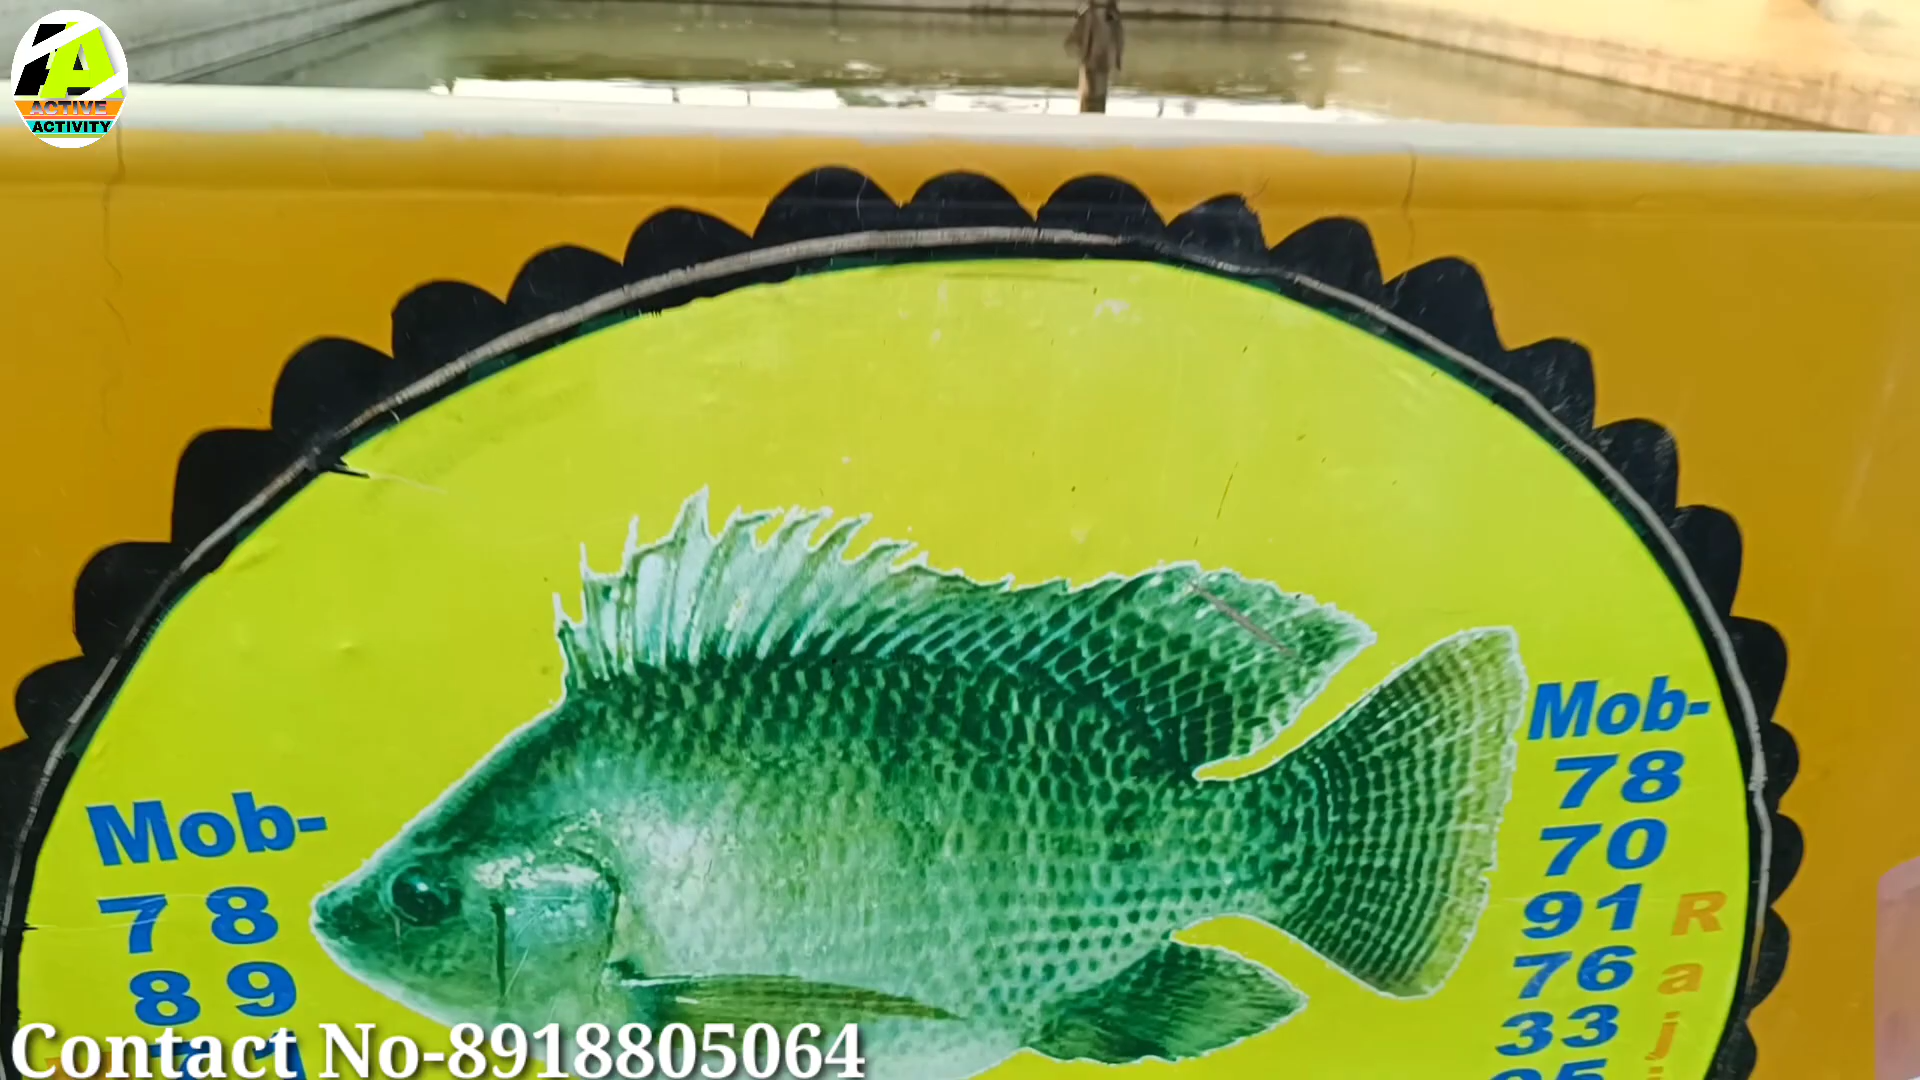 ACTIVE
ACTIVITY
Mob-
78
89
Mob-
78
70
91
76
33
R
a
j
Contact No-8918805064